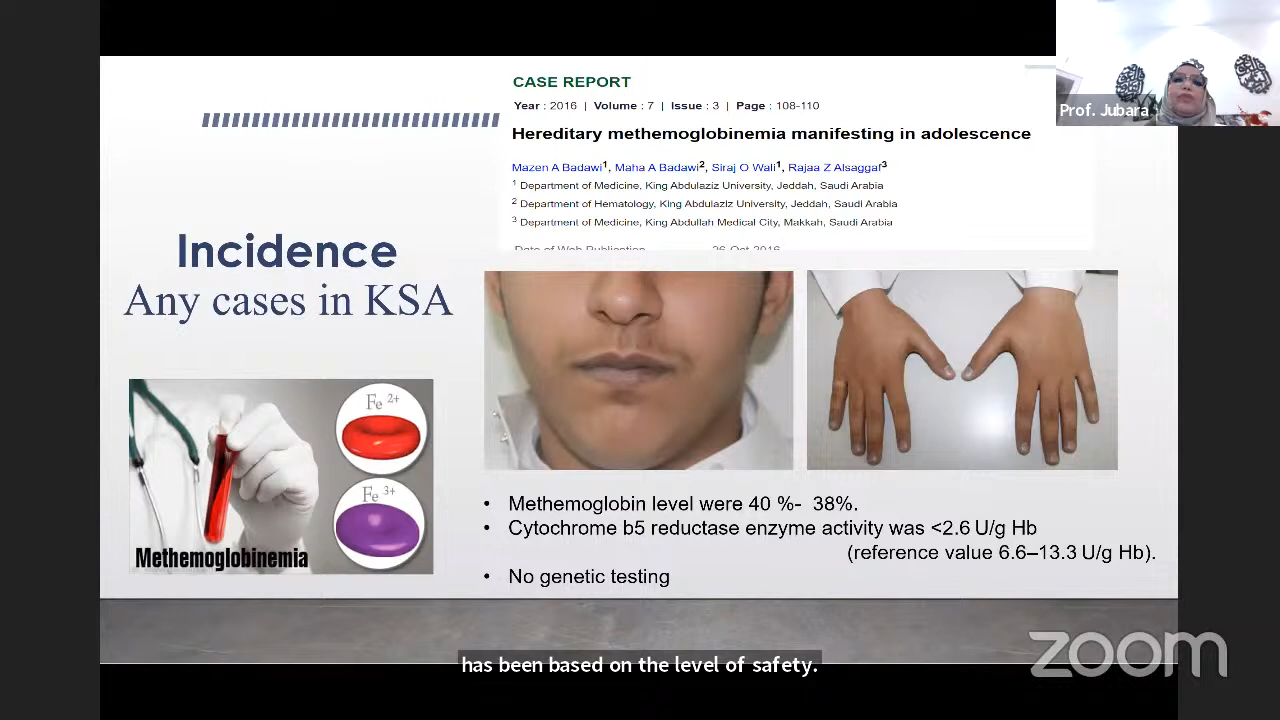 CASE REPORT
Year : 2016 | Volume : 7 | Issue : 3 | Page : 108-110
Hereditary methemoglobinemia manifesting in adolescence
Mazen A Badawi1, Maha A Badawi2, Siraj O Wali1, Rajaa Z Alsaggaf3
1 Department of Medicine, King Abdulaziz University, Jeddah, Saudi Arabia
2 Department of Hematology, King Abdulaziz University, Jeddah, Saudi Arabia
3 Department of Medicine, King Abdullah Medical City, Makkah, Saudi Arabia
Date of Web Publication 26-Oct-2016
Prof. Jubara
Incidence
Any cases in KSA
Fe 2+
Fe 3+
Methemoglobinemia
• Methemoglobin level were 40 %- 38%.
• Cytochrome b5 reductase enzyme activity was <2.6 U/g Hb
(reference value 6.6–13.3 U/g Hb).
• No genetic testing
has been based on the level of safety.
zoom